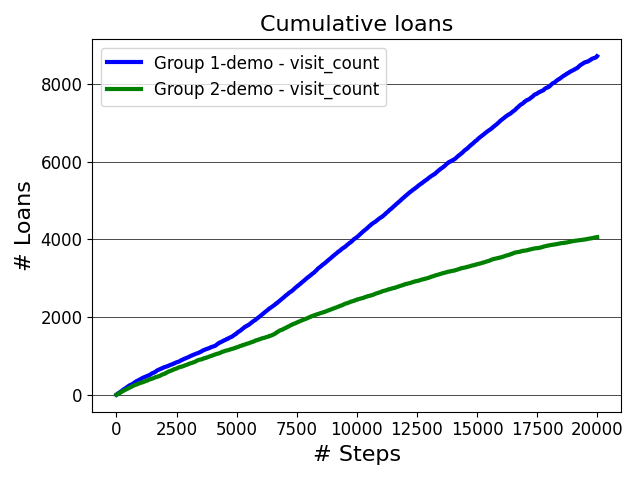 Cumulative loans
Group 1-demo - visit_count
Group 2-demo - visit_count
# Loans
8000
6000
4000
2000
0
0 2500 5000 7500 10000 12500 15000 17500 20000
# Steps